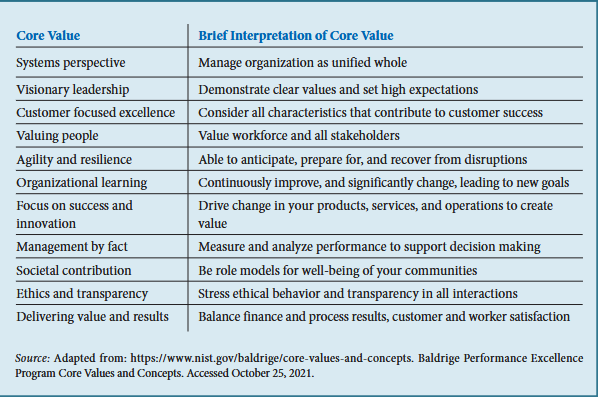 Core Value Brief Interpretation of Core Value
Systems perspective Manage organization as unified whole
Visionary leadership Demonstrate clear values and set high expectations
Customer focused excellence Consider all characteristics that contribute to customer success
Valuing people Value workforce and all stakeholders
Agility and resilience Able to anticipate, prepare for, and recover from disruptions
Organizational learning Continuously improve, and significantly change, leading to new goals
Focus on success and Drive change in your products, services, and operations to create
innovation value
Management by fact Measure and analyze performance to support decision making
Societal contribution Be role models for well-being of your communities
Ethics and transparency Stress ethical behavior and transparency in all interactions
Delivering value and results Balance finance and process results, customer and worker satisfaction
Source: Adapted from: https://www.nist.gov/baldrige/core-values-and-concepts. Baldrige Performance Excellence
Program Core Values and Concepts. Accessed October 25, 2021.